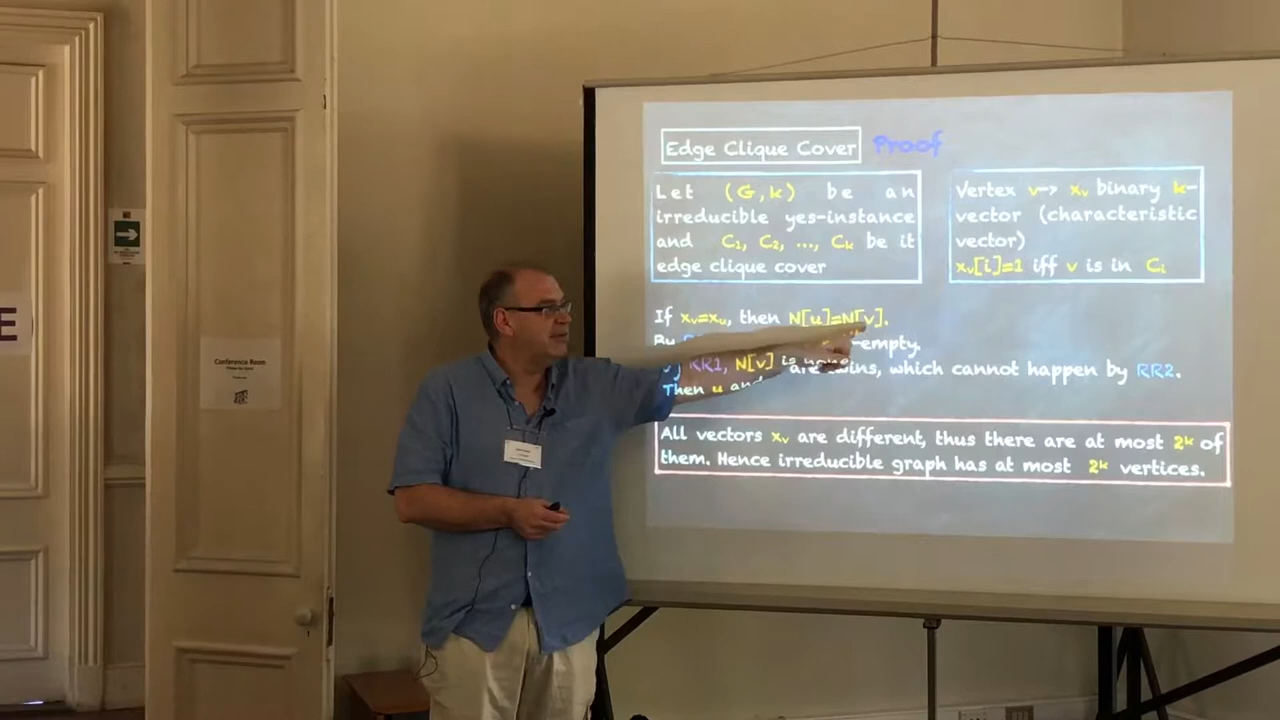 E
Conference Room
Edge Clique Cover Proof
Let (G,k) be an
irreducible yes-instance
and C₁, C₂, ..., Cₖ be it
edge clique cover
Vertex v-> xᵥ binary k-
vector (characteristic
vector)
xᵥ[i]=1 iff v is in Cᵢ
If xᵥ=xᵤ, then N[u]=N[v].
By RR1, N[v] is non-empty.
Then u and are twins, which cannot happen by RR2.
All vectors xᵥ are different, thus there are at most 2ᵏ of
them. Hence irreducible graph has at most 2ᵏ vertices.